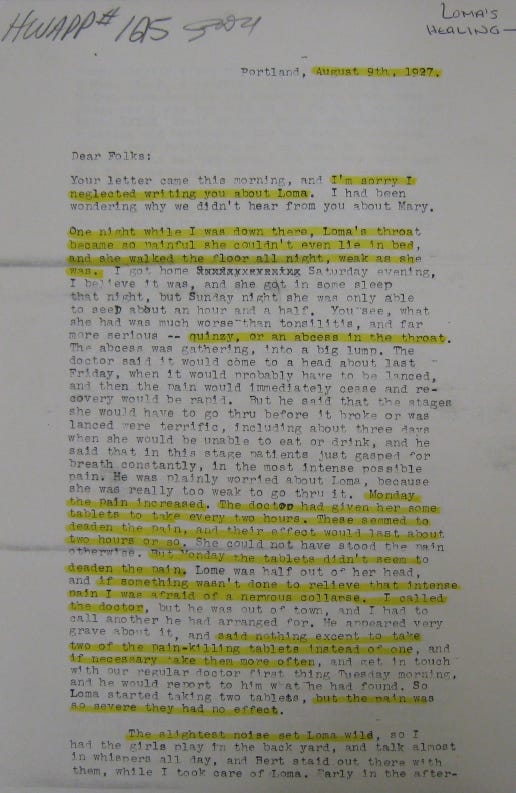 HWAPP# 125
LOMA'S
HEALING-
Portland, August 9th, 1927.
Dear Folks:
Your letter came this morning, and I'm sorry I
neglected writing you about Loma. I had been
wondering why we didn't hear from you about Mary.
One night while I was down there, Loma's throat
became so painful she couldn't even lie in bed,
and she walked the floor all night, weak as she
was. I got home Saturday evening,
I believe it was, and she got in some sleep
that night, but Sunday night she was only able
to seep about an hour and a half. You see, what
she had was much worse than tonsilitis, and far
more serious -- quinzy, or an abcess in the throat.
The abcess was gathering, into a big lump. The
doctor said it would come to a head about last
Friday, when it would probably have to be lanced,
and then the pain would immediately cease and re-
covery would be rapid. But he said that the stages
she would have to go thru before it broke or was
lanced were terrific, including about three days
when she would be unable to eat or drink, and he
said that in this stage patients just gasped for
breath constantly, in the most intense possible
pain. He was plainly worried about Loma, because
she was really too weak to go thru it. Monday
the pain increased. The doctor had given her some
tablets to take every two hours. These seemed to
deaden the pain, and their effect would last about
two hours or so. She could not have stood the pain
otherwise. But Monday the tablets didn't seem to
deaden the pain. Lome was half out of her head,
and if something wasn't done to relieve that intense
pain I was afraid of a nervous collapse. I called
the doctor, but he was out of town, and I had to
call another he had arranged for. He appeared very
grave about it, and said nothing except to take
two of the pain-killing tablets instead of one, and
if necessary take them more often, and get in touch
with our regular doctor first thing Tuesday morning,
and he would report to him what he had found. So
Loma started taking two tablets, but the pain was
so severe they had no effect.
The slightest noise set Loma wild, so I
had the girls play in the back yard, and talk almost
in whispers all day, and Bert staid out there with
them, while I took care of Loma. Early in the after-